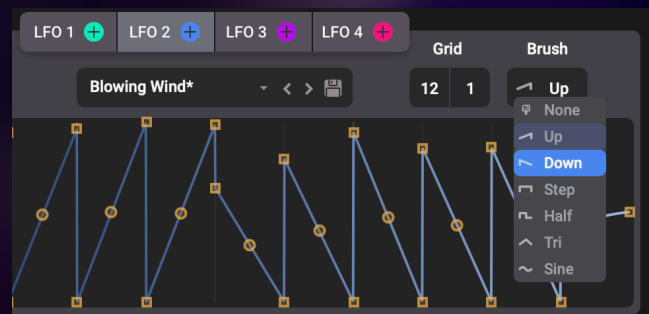 LFO 1 LFO 2 LFO 3 LFO 4
Grid Brush
Blowing Wind* 12 1 Up
None
Up
Down
Step
Half
Tri
Sine